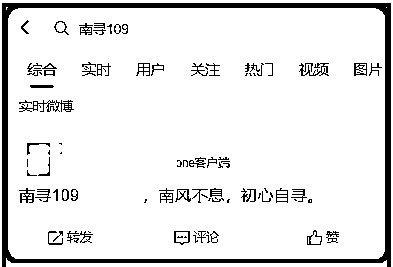 南寻109
综合 实时 用户 关注 热门 视频 图片
实时微博
one客户端
南寻109 ，南风不息，初心自寻。
转发 评论 赞